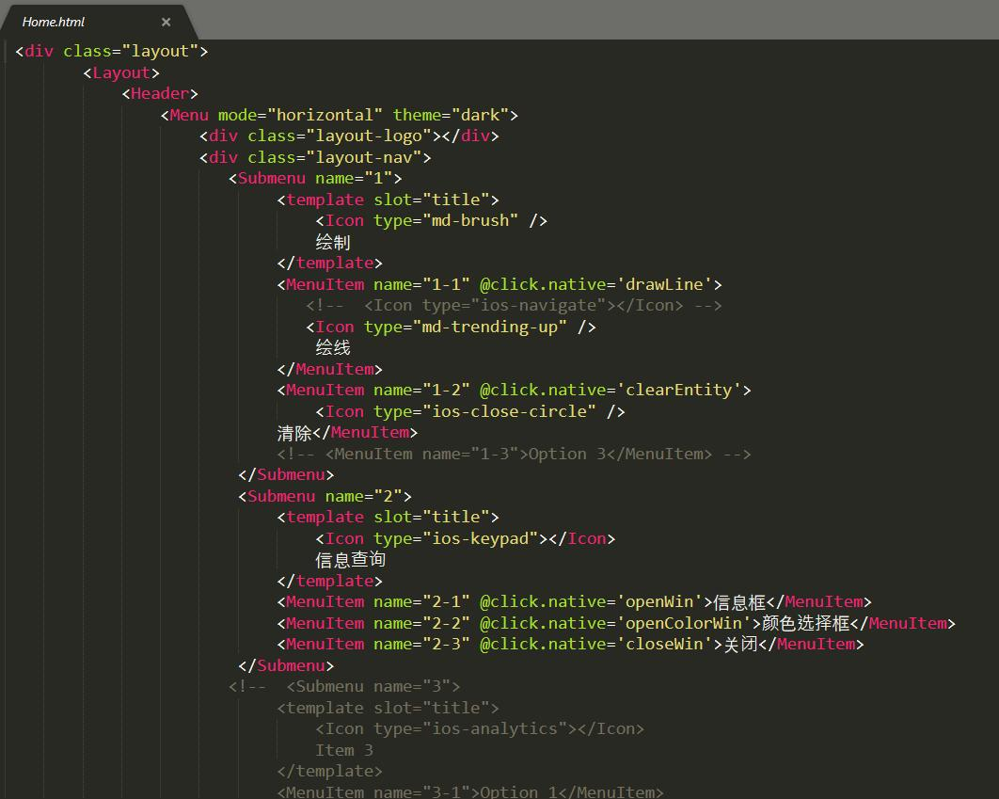 Home.html ×
<div class="layout">
<Layout>
<Header>
<Menu mode="horizontal" theme="dark">
<div class="layout-logo"></div>
<div class="layout-nav">
<Submenu name="1">
<template slot="title">
<Icon type="md-brush" />
绘制
</template>
<MenuItem name="1-1" @click.native='drawLine'>
<!--  <Icon type="ios-navigate"></Icon> -->
<Icon type="md-trending-up" />
绘线
</MenuItem>
<MenuItem name="1-2" @click.native='clearEntity'>
<Icon type="ios-close-circle" />
清除</MenuItem>
<!-- <MenuItem name="1-3">Option 3</MenuItem> -->
</Submenu>
<Submenu name="2">
<template slot="title">
<Icon type="ios-keypad"></Icon>
信息查询
</template>
<MenuItem name="2-1" @click.native='openWin'>信息框</MenuItem>
<MenuItem name="2-2" @click.native='openColorWin'>颜色选择框</MenuItem>
<MenuItem name="2-3" @click.native='closeWin'>关闭</MenuItem>
</Submenu>
<!--  <Submenu name="3">
<template slot="title">
<Icon type="ios-analytics"></Icon>
Item 3
</template>
<MenuItem name="3-1">Option 1</MenuItem>